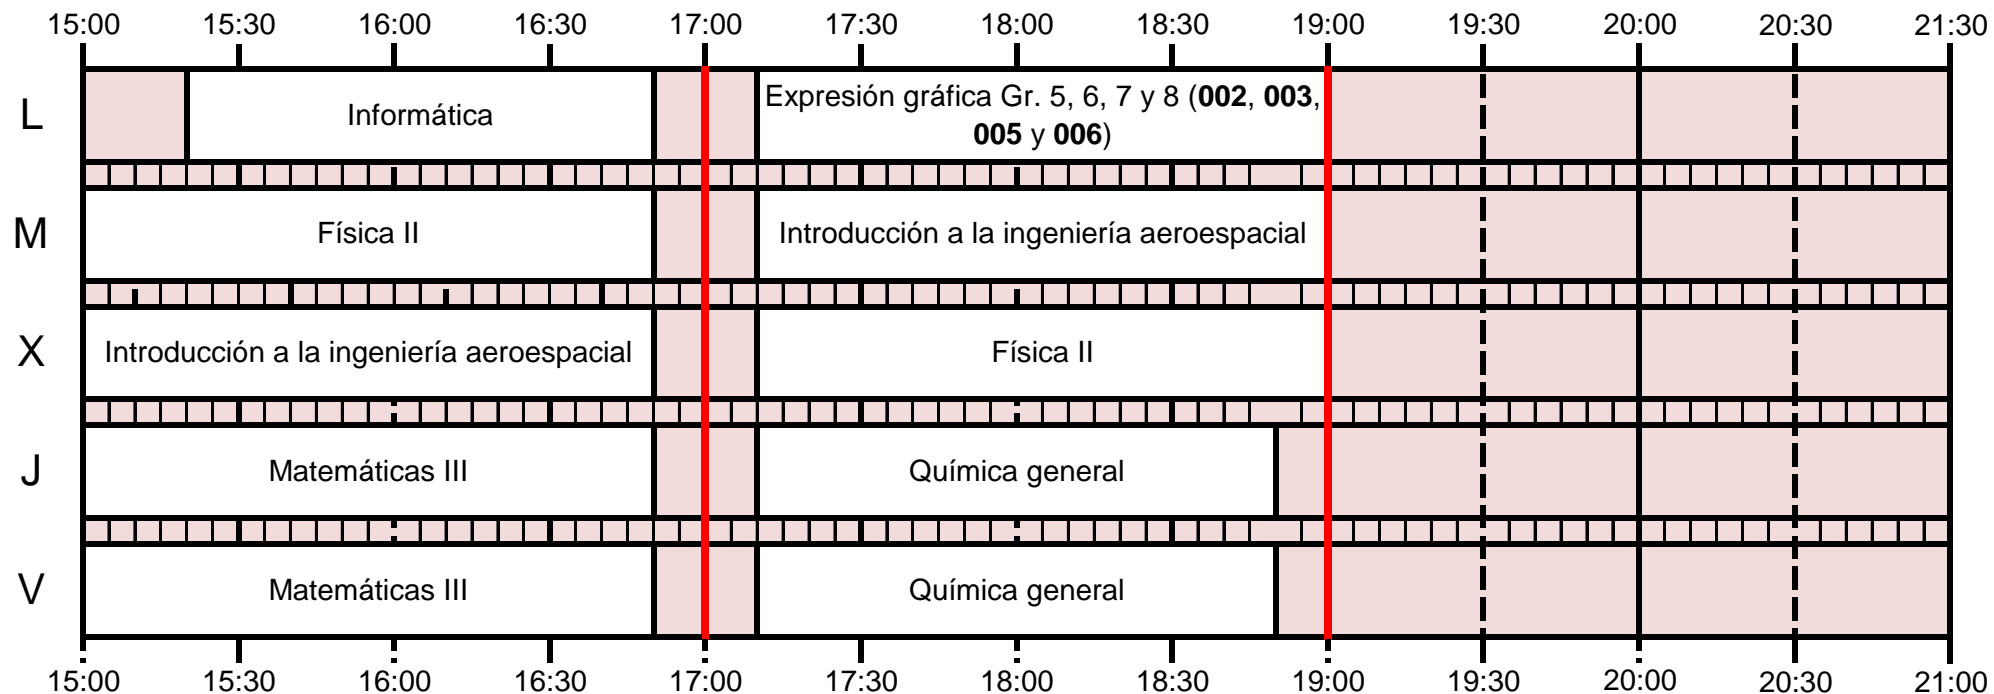 15:00 15:30 16:00 16:30 17:00 17:30 18:00 18:30 19:00 19:30 20:00 20:30 21:30
L
Informática
Expresión gráfica Gr. 5, 6, 7 y 8 (002, 003,
005 y 006)
M
Física II
Introducción a la ingeniería aeroespacial
X
Introducción a la ingeniería aeroespacial
Física II
J
Matemáticas III
Química general
V
Matemáticas III
Química general
15:00 15:30 16:00 16:30 17:00 17:30 18:00 18:30 19:00 19:30 20:00 20:30 21:00